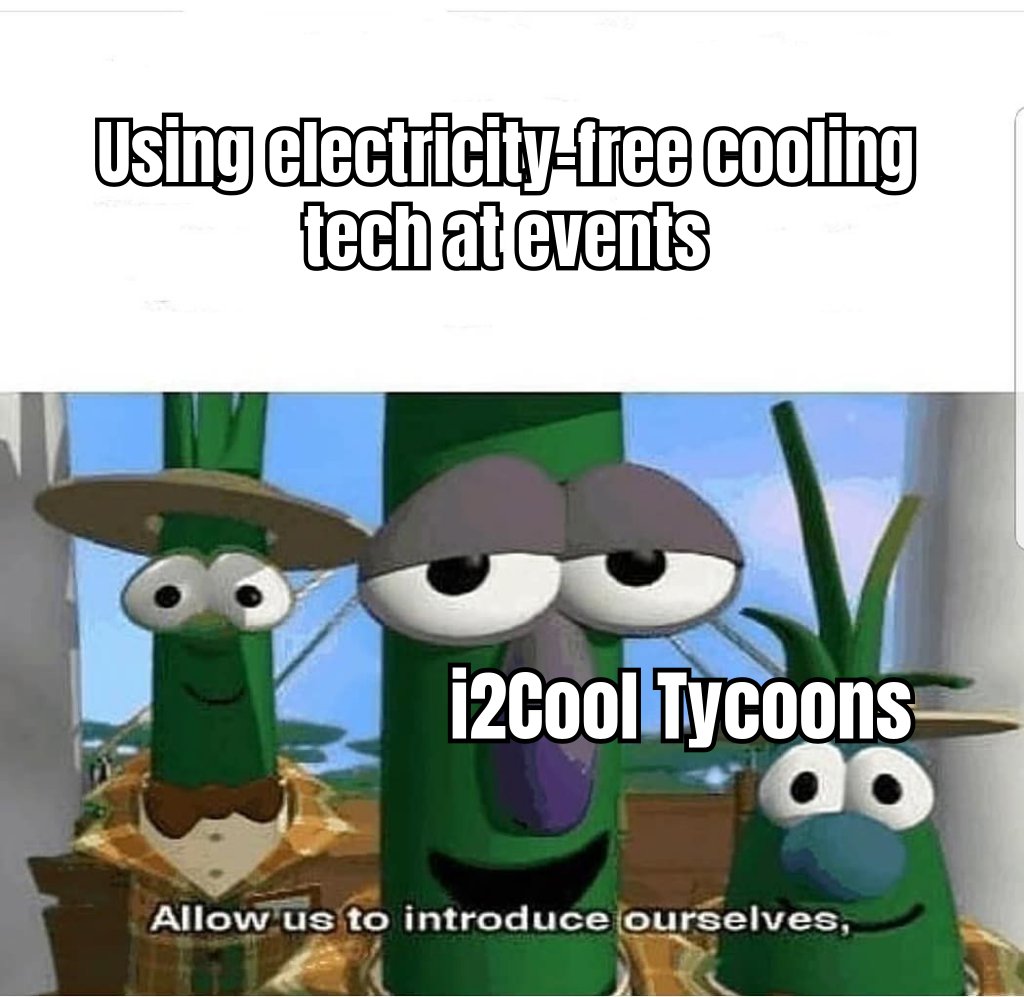 Using electricity-free cooling
tech at events
i2Cool Tycoons
Allow us to introduce ourselves,